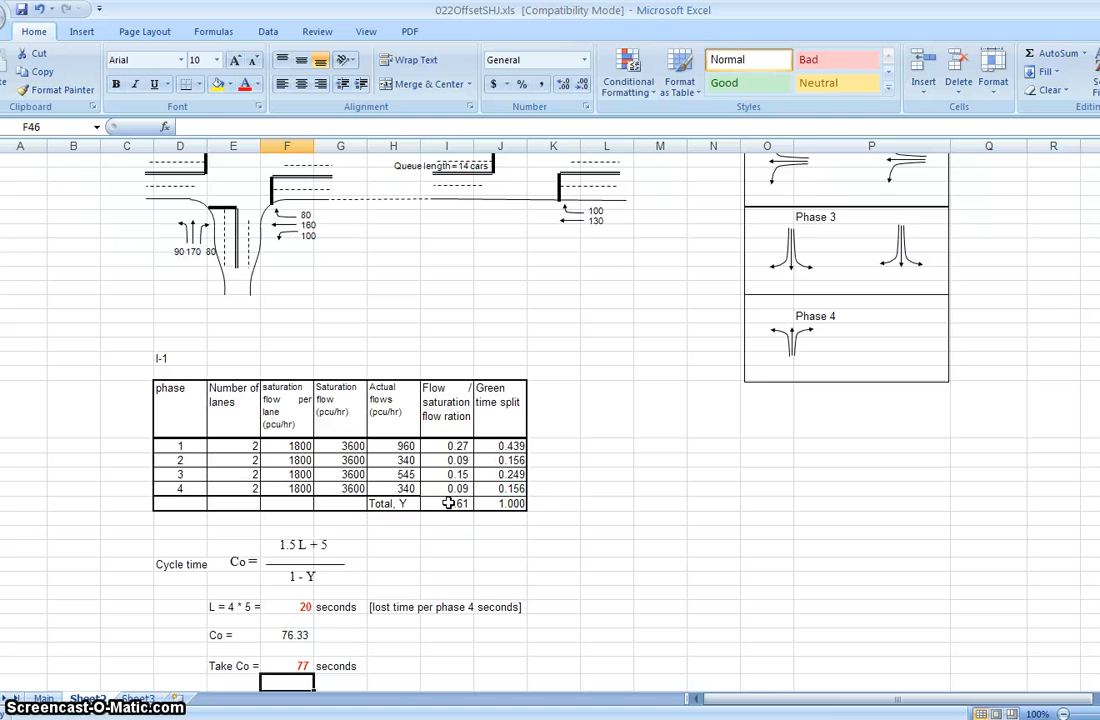 022OffsetSHJ.xls [Compatibility Mode] - Microsoft Excel
Home Insert Page Layout Formulas Data Review View PDF
Cut
Copy
Format Painter
Clipboard
Arial 10
A A
B I U
Font
Wrap Text
Merge & Center
Alignment
General
$ % ,
Number
Conditional Formatting
Format as Table
Normal Bad
Good Neutral
Styles
Insert Delete Format
Cells
Σ AutoSum
Fill
Clear
Editin
F46 fx
A B C D E F G H I J K L M N O P Q R
Queue length = 14 cars
80
160
100
90 170 80
100
130
Phase 3
Phase 4
I-1
phase Number of lanes saturation flow per lane (pcu/hr) Saturation flow (pcu/hr) Actual flows (pcu/hr) Flow / saturation flow ration Green time split
1 2 1800 3600 960 0.27 0.439
2 2 1800 3600 340 0.09 0.156
3 2 1800 3600 545 0.15 0.249
4 2 1800 3600 340 0.09 0.156
Total, Y 61 1.000
Cycle time Co = 1.5 L + 5
1 - Y
L = 4 * 5 = 20 seconds [lost time per phase 4 seconds]
Co = 76.33
Take Co = 77 seconds
Main Sheet2 Sheet3
Screencast-O-Matic.com
100%